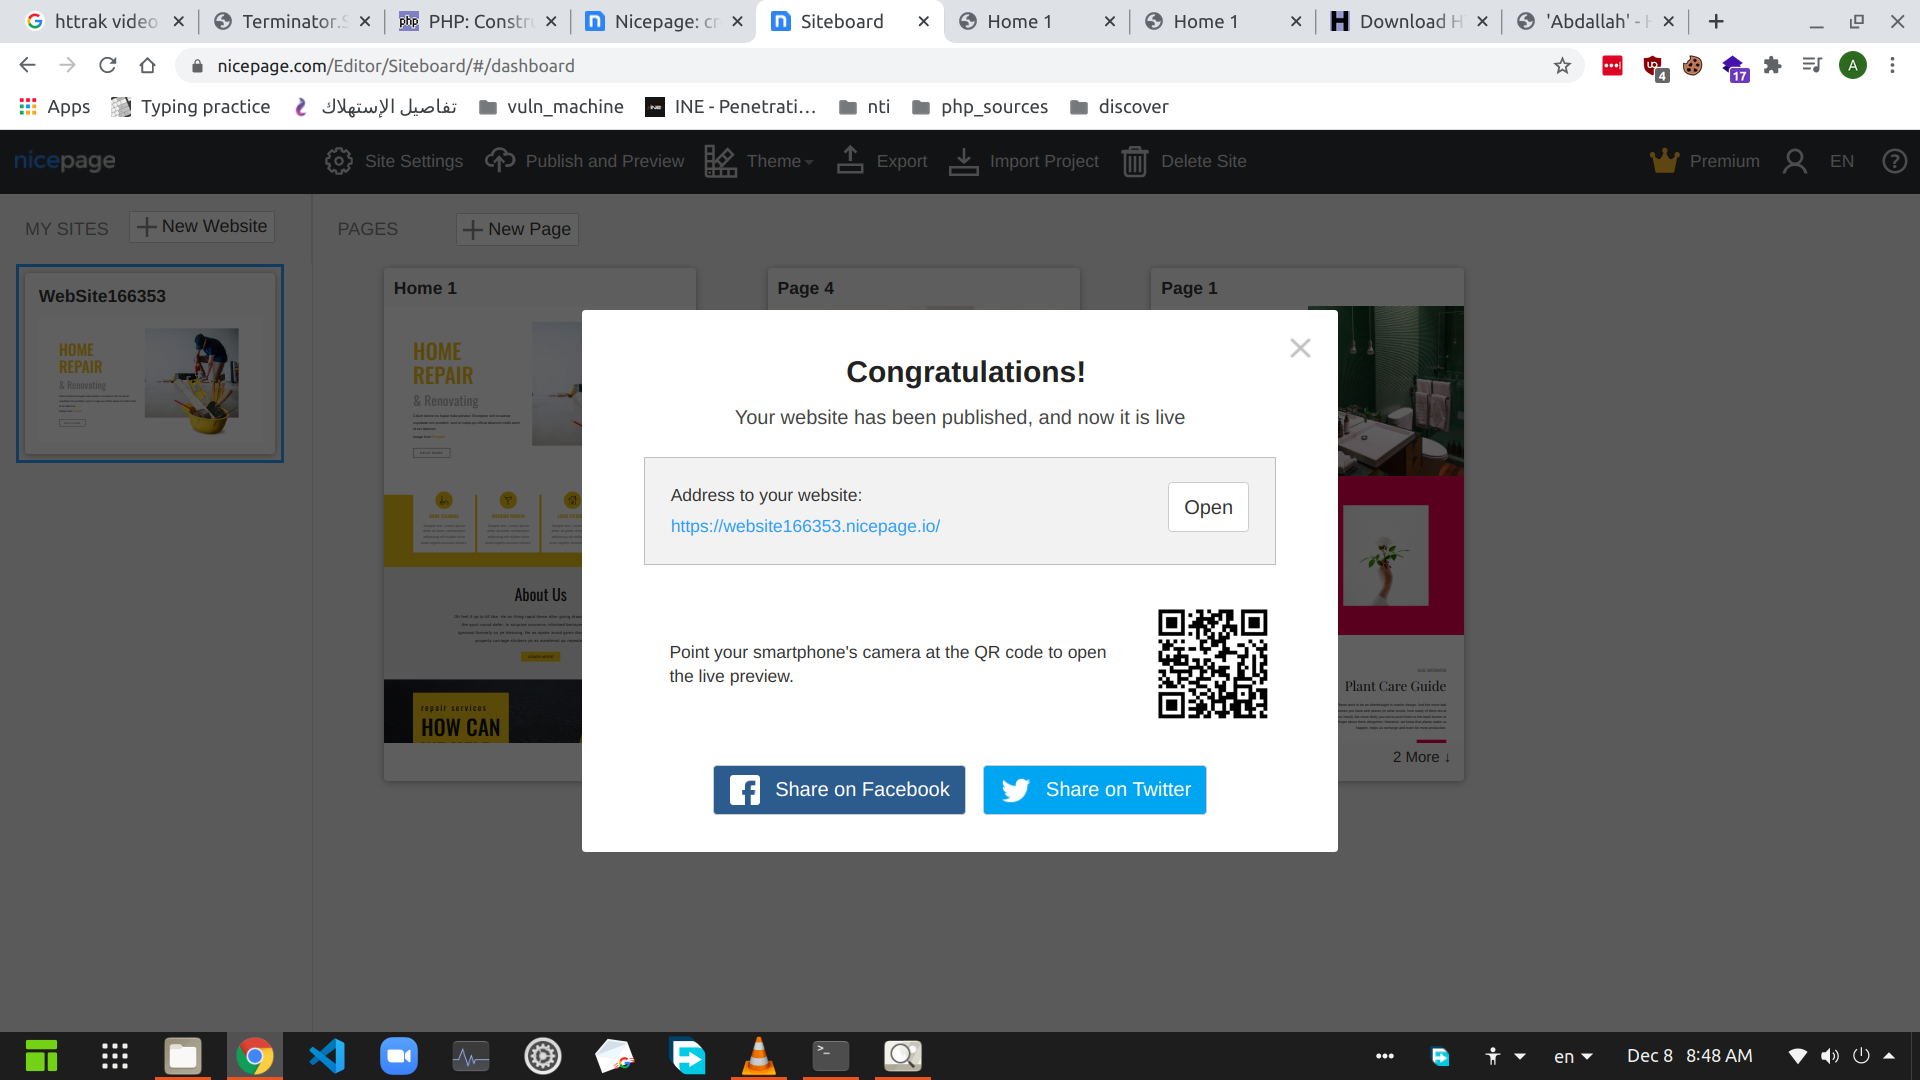 httrak video
Terminator.S
PHP: Constru
Nicepage: cr
Siteboard
Home 1
Home 1
Download H
'Abdallah' - H
nicepage.com/Editor/Siteboard/#/dashboard
4
17
A
Apps
Typing practice
تفاصيل الإستهلاك
vuln_machine
INE - Penetrati...
nti
php_sources
discover
nicepage
Site Settings
Publish and Preview
Theme
Export
Import Project
Delete Site
Premium
EN
MY SITES
New Website
PAGES
New Page
WebSite166353
HOME
REPAIR
& Renovating
Home 1
HOME
REPAIR
& Renovating
About Us
repair services
HOW CAN
Page 4
Page 1
Plant Care Guide
2 More ↓
Congratulations!
Your website has been published, and now it is live
Address to your website:
https://website166353.nicepage.io/
Open
Point your smartphone's camera at the QR code to open
the live preview.
Share on Facebook
Share on Twitter
en
Dec 8 8:48 AM